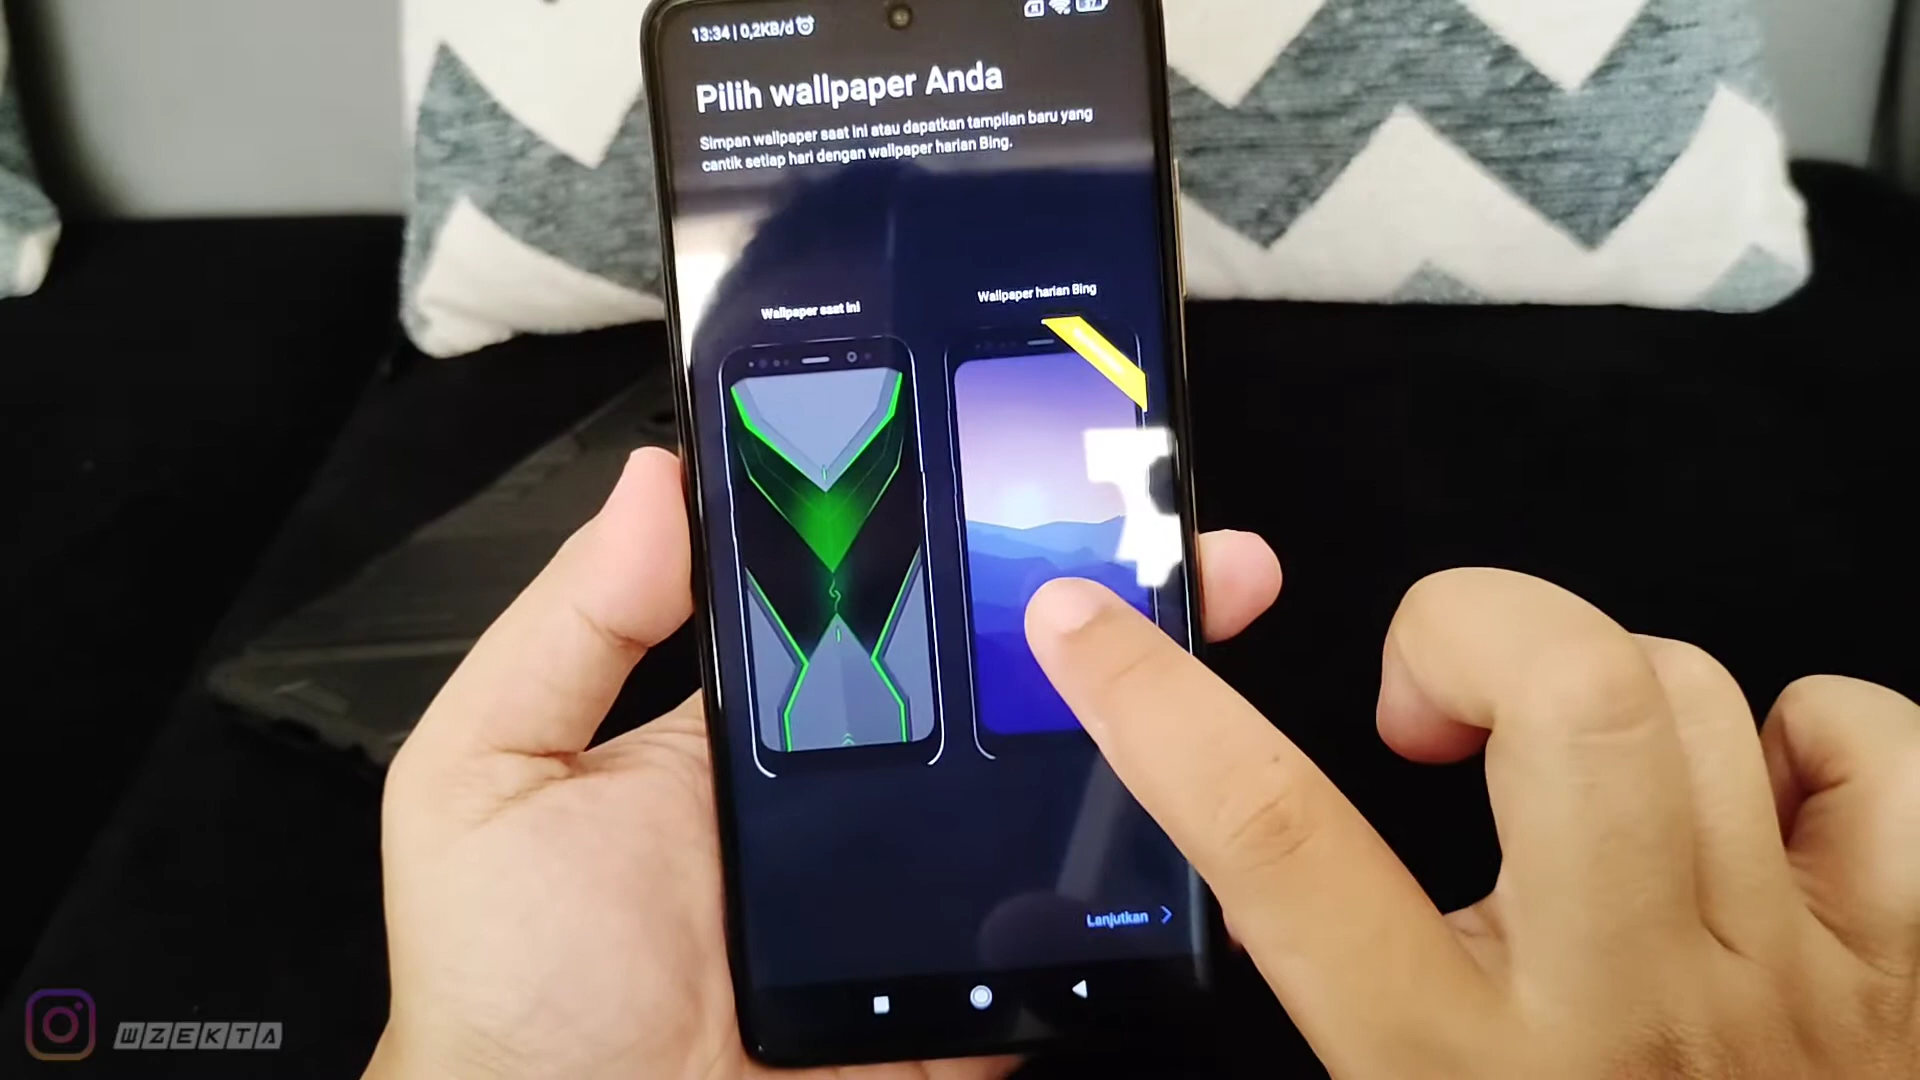 13:34 | 0,2KB/d
Pilih wallpaper Anda
Simpan wallpaper saat ini atau dapatkan tampilan baru yang
cantik setiap hari dengan wallpaper harian Bing.
Wallpaper saat ini
Wallpaper harian Bing
Lanjutkan
WZEKTA